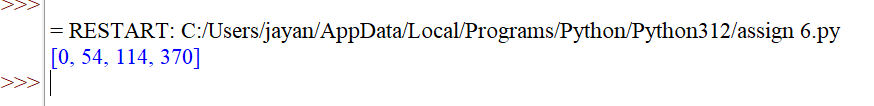 >>>
= RESTART: C:/Users/jayan/AppData/Local/Programs/Python/Python312/assign 6.py
[0, 54, 114, 370]
>>>